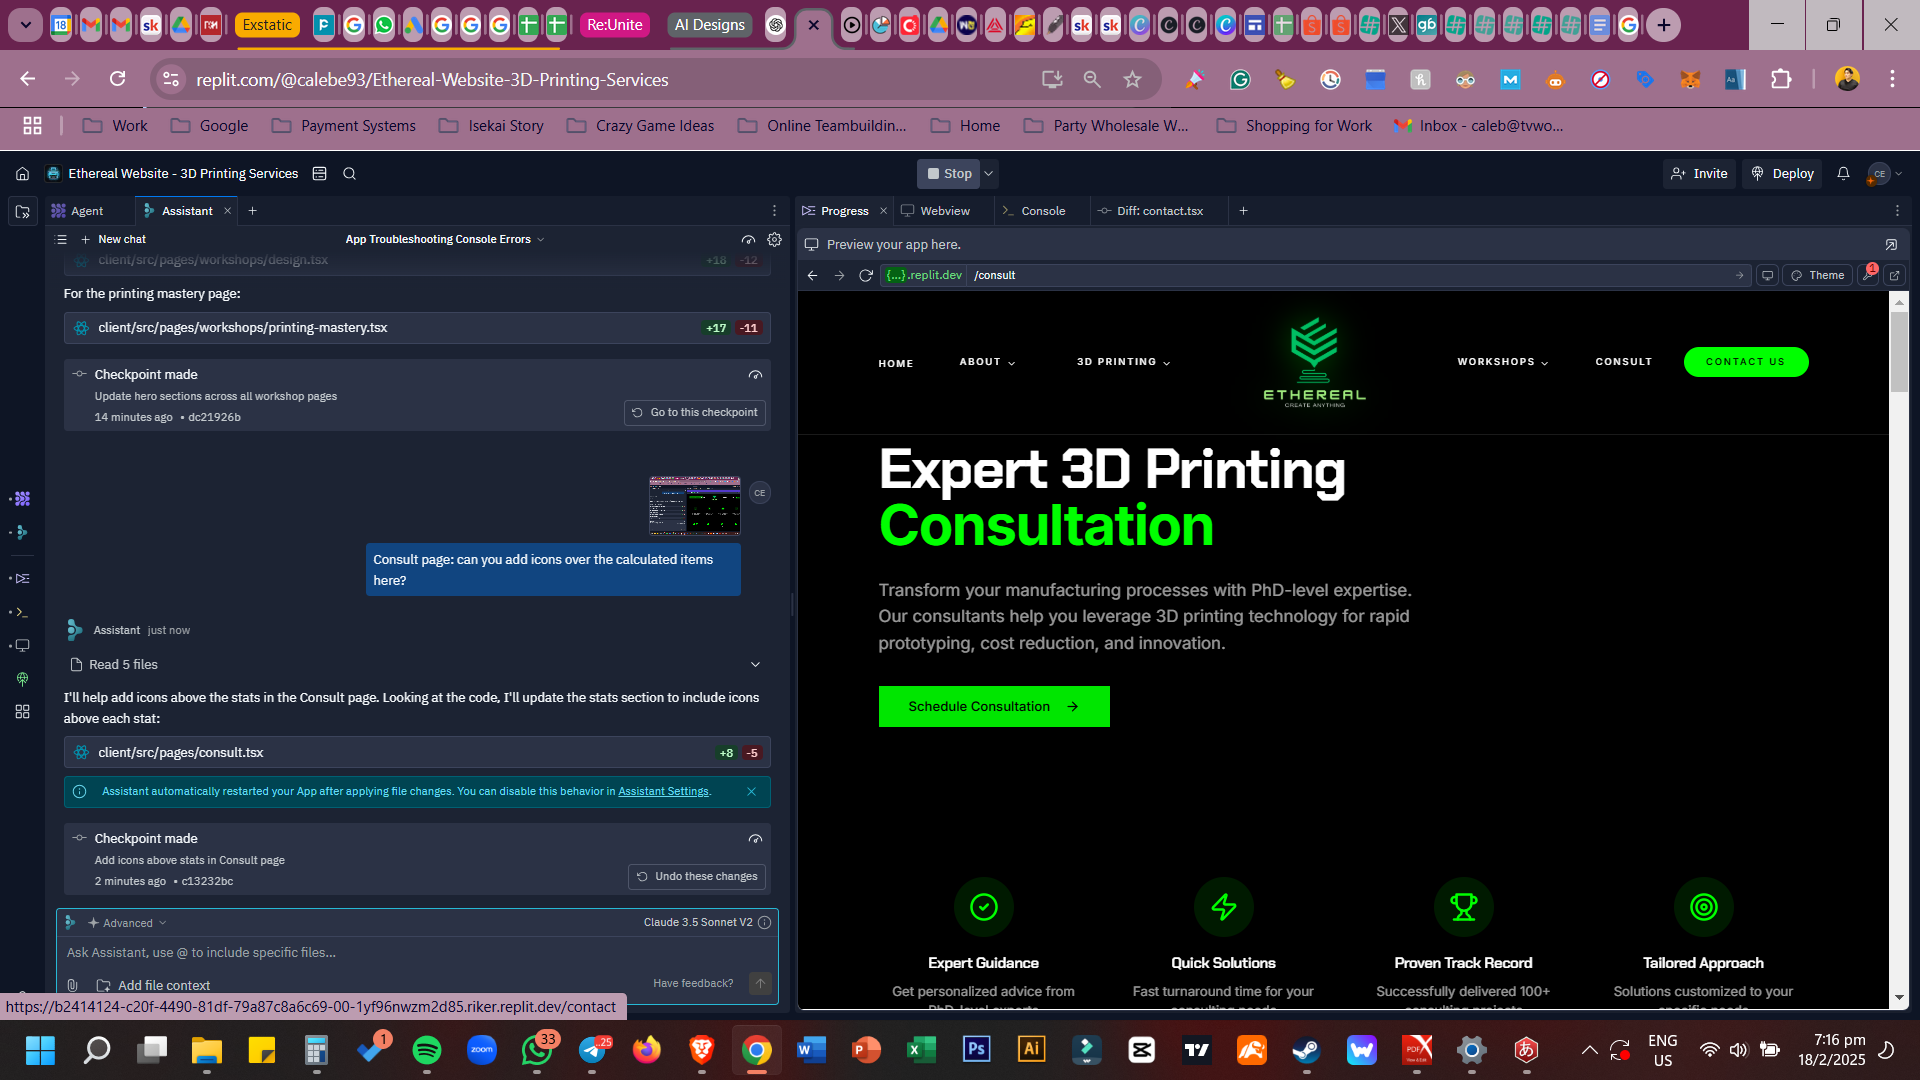 Exstatic
Re:Unite
AI Designs
replit.com/@calebe93/Ethereal-Website-3D-Printing-Services
Work
Google
Payment Systems
Isekai Story
Crazy Game Ideas
Online Teambuildin...
Home
Party Wholesale W...
Shopping for Work
Inbox - caleb@tvwo...
Ethereal Website - 3D Printing Services
Stop
Invite
Deploy
CE
Agent
Assistant
New chat
App Troubleshooting Console Errors
client/src/pages/workshops/design.tsx
+18 -12
For the printing mastery page:
client/src/pages/workshops/printing-mastery.tsx
+17 -11
Checkpoint made
Update hero sections across all workshop pages
14 minutes ago • dc21926b
Go to this checkpoint
CE
Consult page: can you add icons over the calculated items
here?
Assistant just now
Read 5 files
I'll help add icons above the stats in the Consult page. Looking at the code, I'll update the stats section to include icons
above each stat:
client/src/pages/consult.tsx
+8 -5
Assistant automatically restarted your App after applying file changes. You can disable this behavior in Assistant Settings.
Checkpoint made
Add icons above stats in Consult page
2 minutes ago • c13232bc
Undo these changes
Advanced
Claude 3.5 Sonnet V2
Ask Assistant, use @ to include specific files...
Add file context
Have feedback?
https://b2414124-c20f-4490-81df-79a87c8a6c69-00-1yf96nwzm2d85.riker.replit.dev/contact
Progress
Webview
Console
Diff: contact.tsx
Preview your app here.
{...}.replit.dev /consult
Theme
1
HOME
ABOUT
3D PRINTING
ETHEREAL
CREATE ANYTHING
WORKSHOPS
CONSULT
CONTACT US
Expert 3D Printing
Consultation
Transform your manufacturing processes with PhD-level expertise.
Our consultants help you leverage 3D printing technology for rapid
prototyping, cost reduction, and innovation.
Schedule Consultation
Expert Guidance
Get personalized advice from
PhD-level experts
Quick Solutions
Fast turnaround time for your
consulting needs
Proven Track Record
Successfully delivered 100+
consulting projects
Tailored Approach
Solutions customized to your
specific needs
1
zoom
33
.25
ENG
US
7:16 pm
18/2/2025